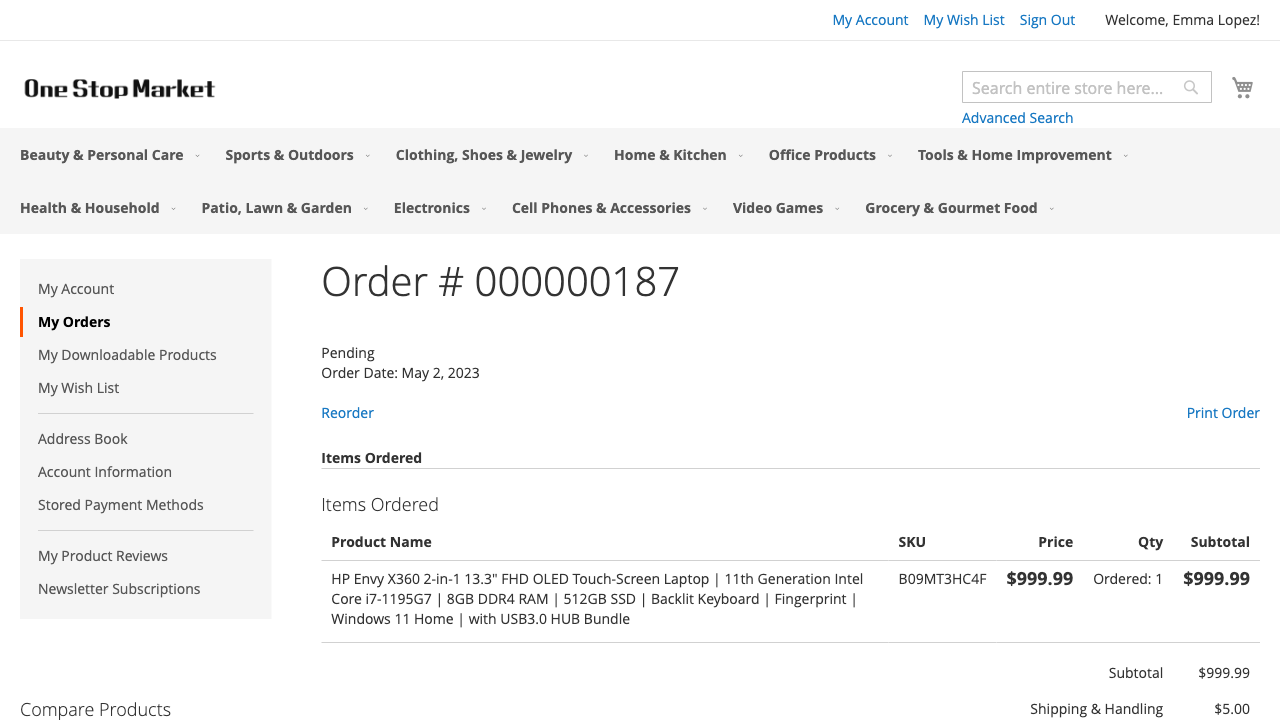 My Account My Wish List Sign Out Welcome, Emma Lopez!
One Stop Market
Search entire store here...
Advanced Search
Beauty & Personal Care Sports & Outdoors Clothing, Shoes & Jewelry Home & Kitchen Office Products Tools & Home Improvement
Health & Household Patio, Lawn & Garden Electronics Cell Phones & Accessories Video Games Grocery & Gourmet Food
My Account
My Orders
My Downloadable Products
My Wish List
Address Book
Account Information
Stored Payment Methods
My Product Reviews
Newsletter Subscriptions
Compare Products
Order # 000000187
Pending
Order Date: May 2, 2023
Reorder Print Order
Items Ordered
Items Ordered
Product Name SKU Price Qty Subtotal
HP Envy X360 2-in-1 13.3" FHD OLED Touch-Screen Laptop | 11th Generation Intel B09MT3HC4F $999.99 Ordered: 1 $999.99
Core i7-1195G7 | 8GB DDR4 RAM | 512GB SSD | Backlit Keyboard | Fingerprint |
Windows 11 Home | with USB3.0 HUB Bundle
Subtotal $999.99
Shipping & Handling $5.00